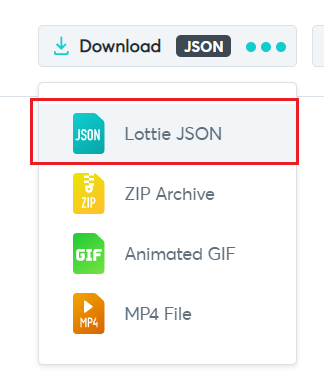 Download JSON
JSON Lottie JSON
ZIP ZIP Archive
GIF Animated GIF
MP4 MP4 File